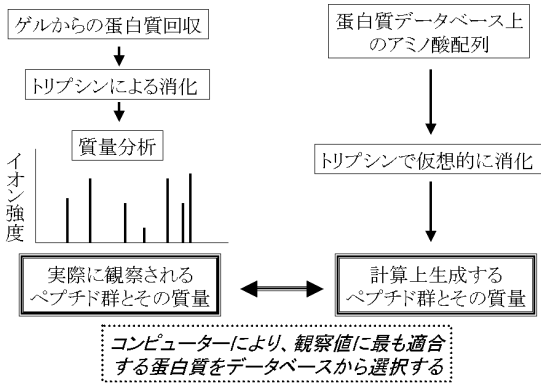 ゲルからの蛋白質回収
トリプシンによる消化
質量分析
イオン強度
実際に観察される
ペプチド群とその質量
蛋白質データベース上
のアミノ酸配列
トリプシンで仮想的に消化
計算上生成する
ペプチド群とその質量
コンピューターにより、観察値に最も適合
する蛋白質をデータベースから選択する